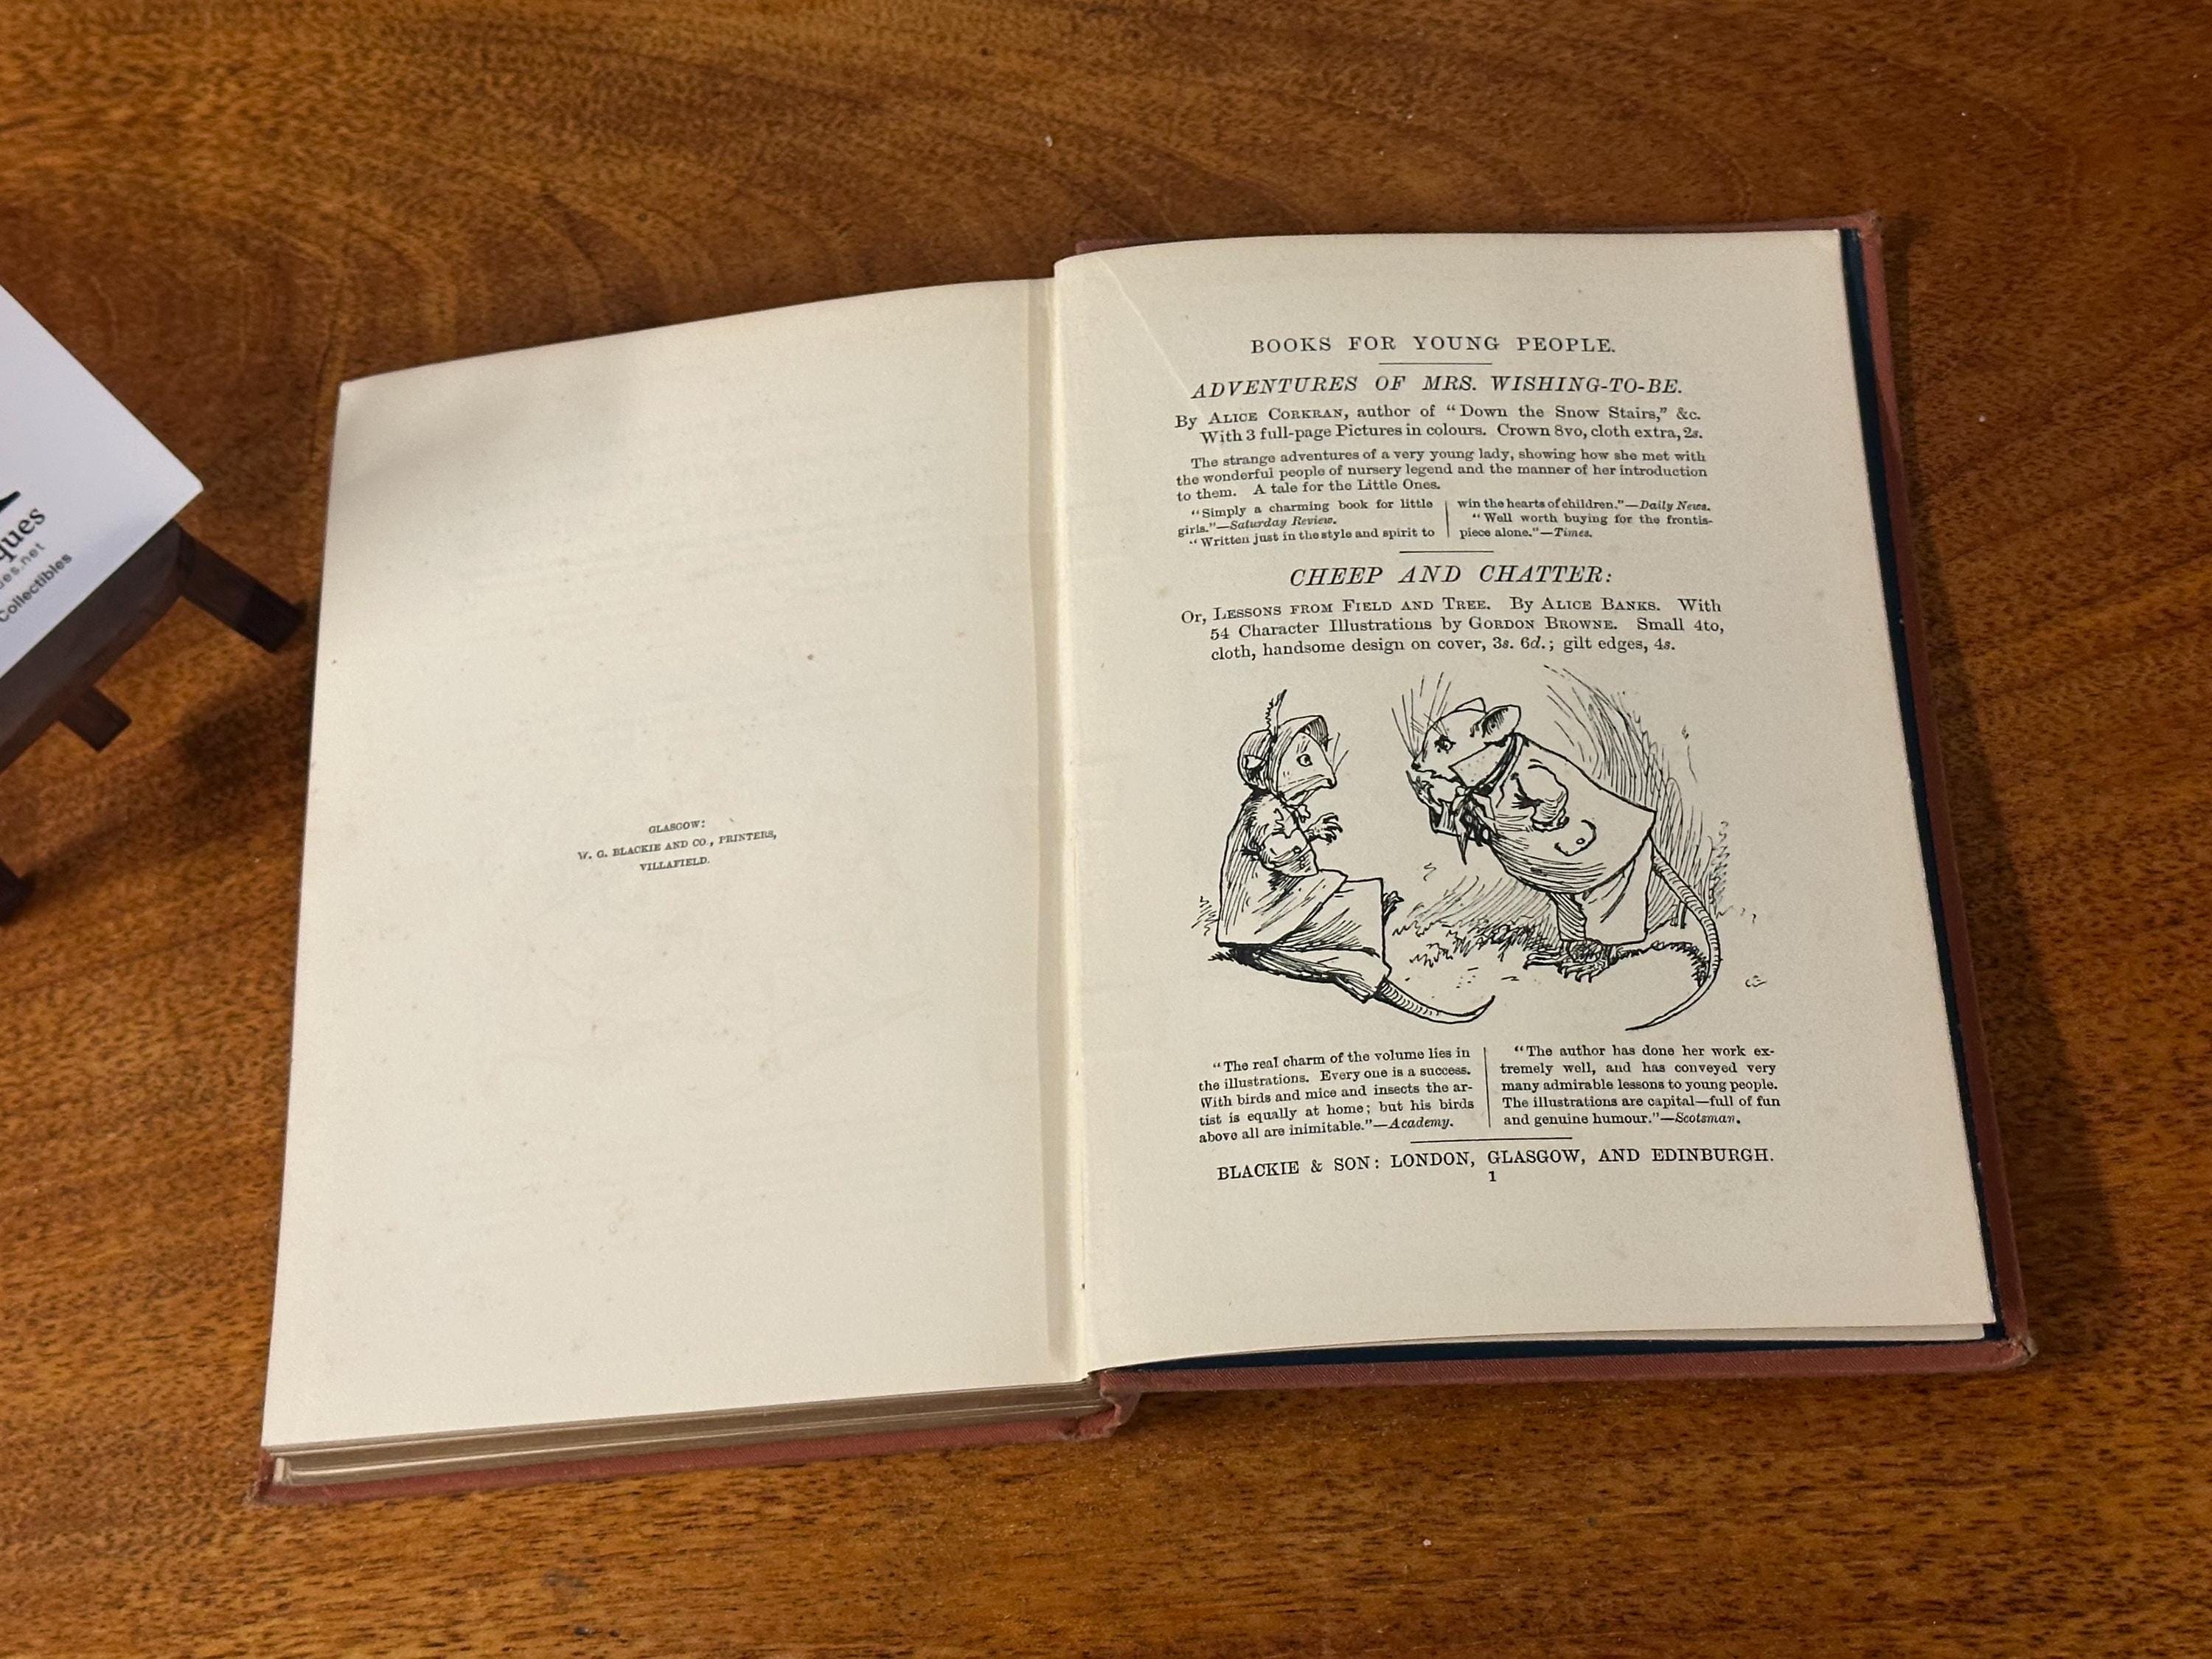 ques
es.net
Collectibles
GLASGOW:
W. G. BLACKIE AND CO., PRINTERS,
VILLAFIELD.
BOOKS FOR YOUNG PEOPLE.
ADVENTURES OF MRS. WISHING-TO-BE.
By ALICE CORKRAN, author of "Down the Snow Stairs," &c.
With 3 full-page Pictures in colours. Crown 8vo, cloth extra, 2s.
The strange adventures of a very young lady, showing how she met with
the wonderful people of nursery legend and the manner of her introduction
to them. A tale for the Little Ones.
"Simply a charming book for little
girls."—Saturday Review.
"Written just in the style and spirit to
win the hearts of children."—Daily News.
"Well worth buying for the frontis-
piece alone."—Times.
CHEEP AND CHATTER:
Or, LESSONS FROM FIELD AND TREE. By ALICE BANKS. With
54 Character Illustrations by GORDON BROWNE. Small 4to,
cloth, handsome design on cover, 3s. 6d.; gilt edges, 4s.
"The real charm of the volume lies in
the illustrations. Every one is a success.
With birds and mice and insects the ar-
tist is equally at home; but his birds
above all are inimitable."—Academy.
"The author has done her work ex-
tremely well, and has conveyed very
many admirable lessons to young people.
The illustrations are capital—full of fun
and genuine humour."—Scotsman.
BLACKIE & SON: LONDON, GLASGOW, AND EDINBURGH.
1